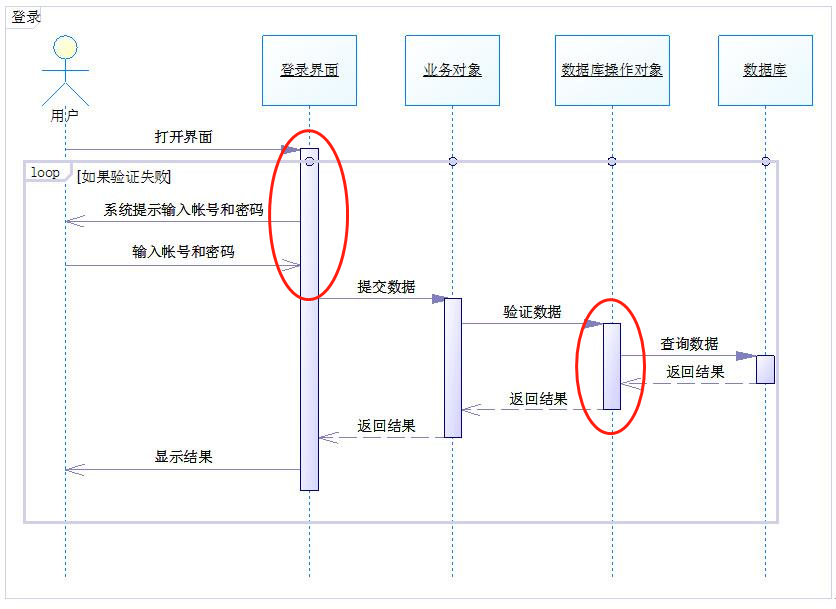 登录
登录界面
业务对象
数据库操作对象
数据库
用户
打开界面
loop
[如果验证失败]
系统提示输入帐号和密码
输入帐号和密码
提交数据
验证数据
查询数据
返回结果
返回结果
返回结果
显示结果